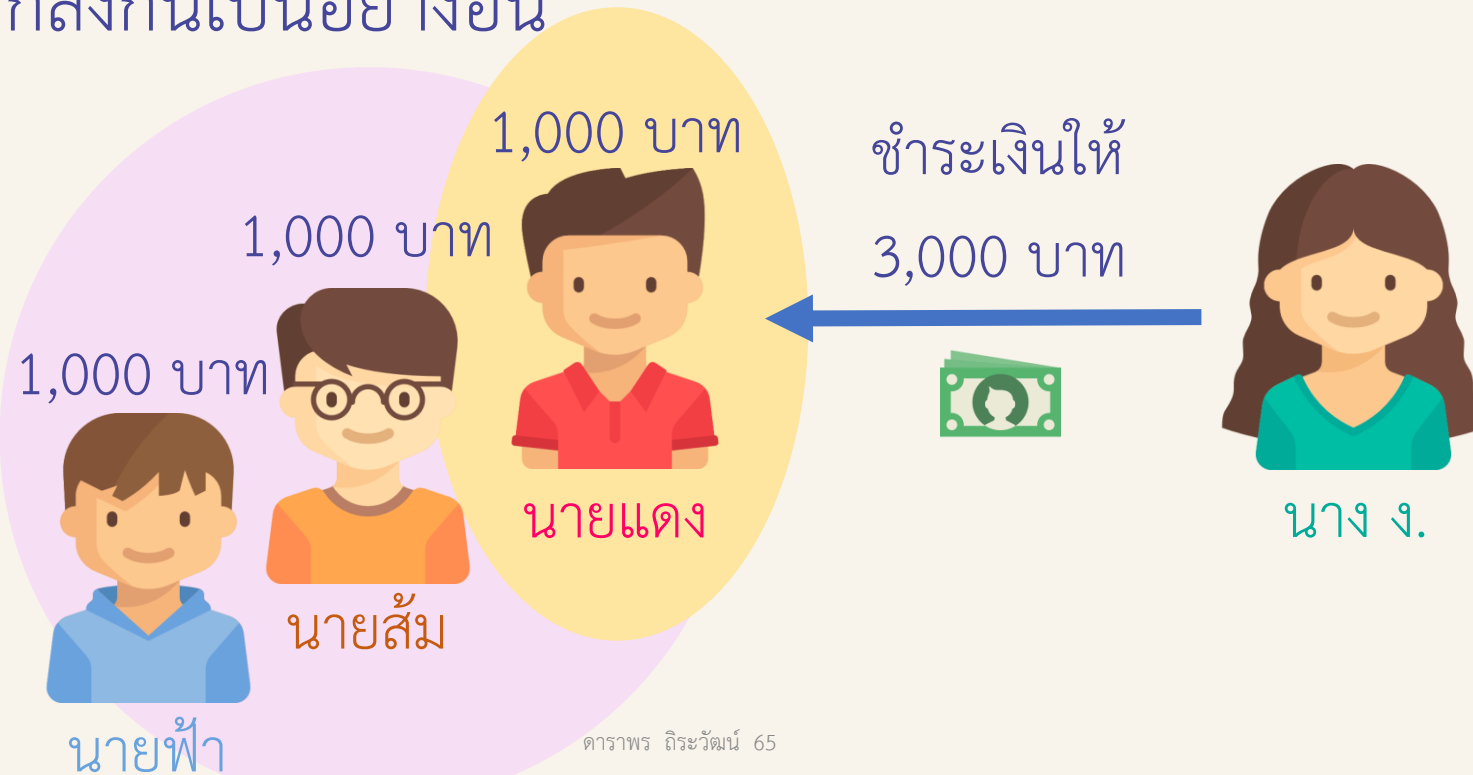 1,000 บาท
1,000 บาท
1,000 บาท
ชำระเงินให้
3,000 บาท
นายแดง
นาง ง.
นายส้ม
นายฟ้า
ดาราพร ถิระวัฒน์ 65